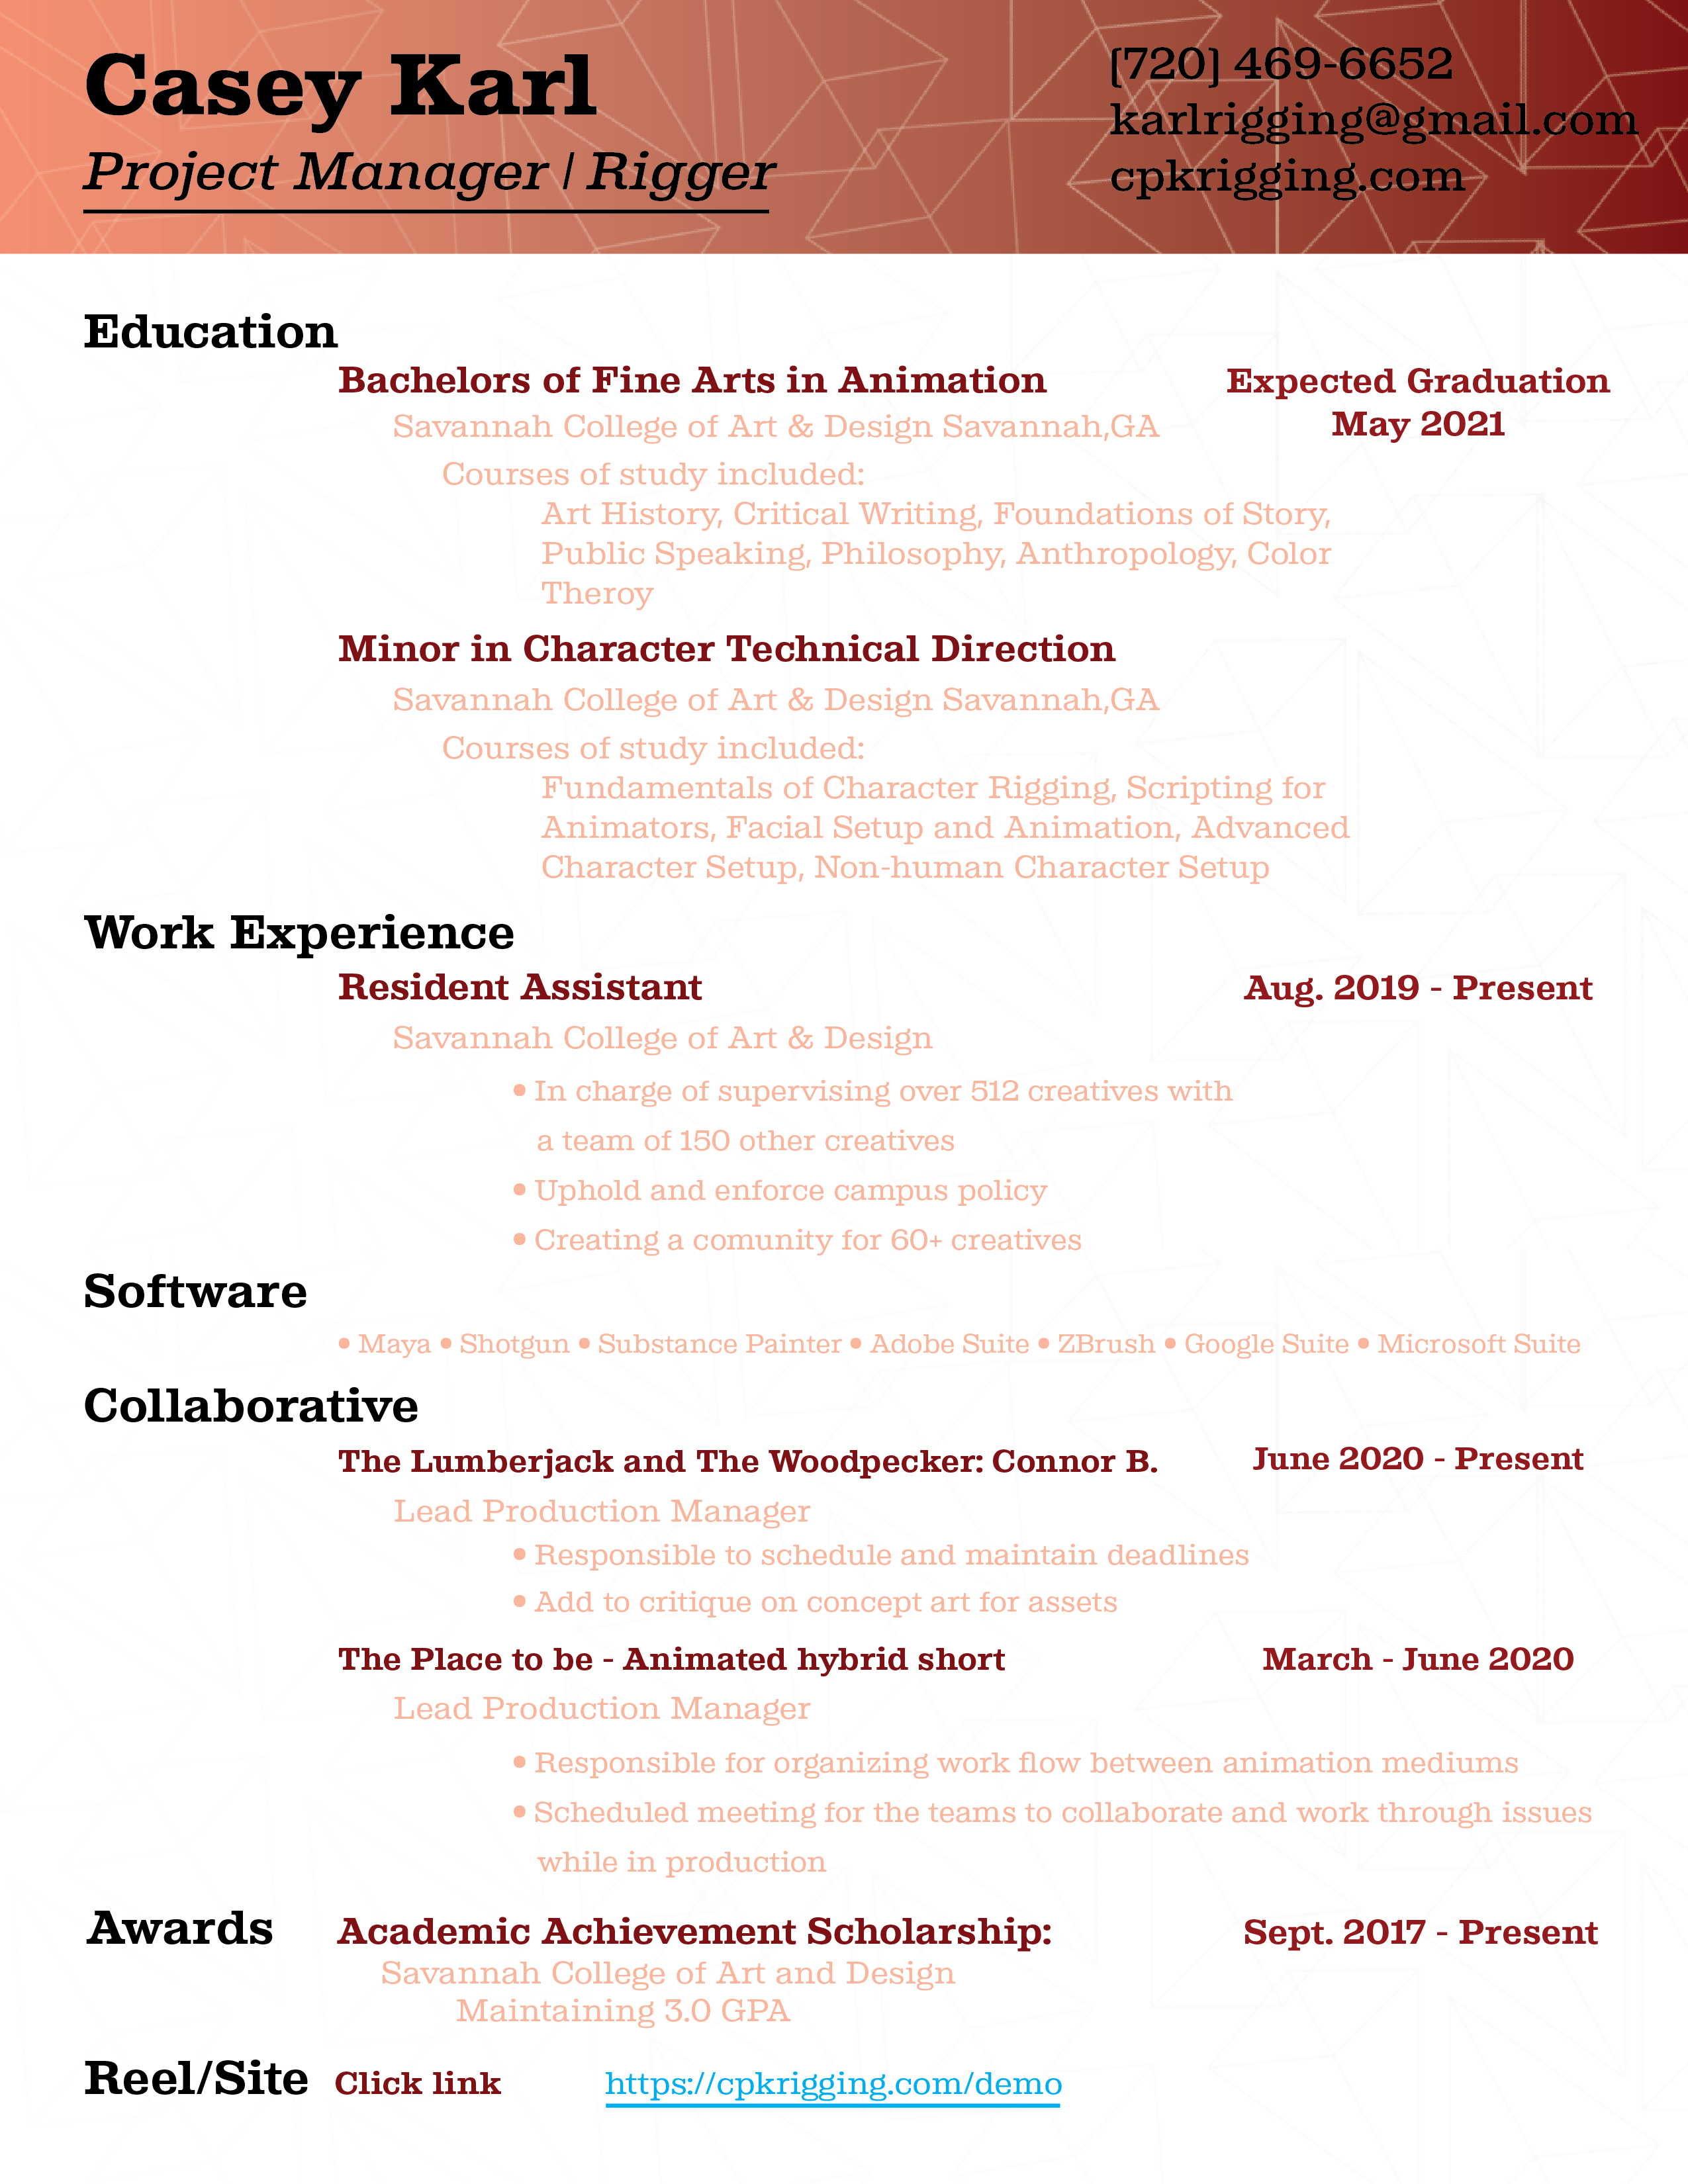 Casey Karl
Project Manager | Rigger
(720) 469-6652
karlrigging@gmail.com
cpkrigging.com
Education
Bachelors of Fine Arts in Animation
Expected Graduation
May 2021
Savannah College of Art & Design Savannah,GA
Courses of study included:
Art History, Critical Writing, Foundations of Story,
Public Speaking, Philosophy, Anthropology, Color
Theroy
Minor in Character Technical Direction
Savannah College of Art & Design Savannah,GA
Courses of study included:
Fundamentals of Character Rigging, Scripting for
Animators, Facial Setup and Animation, Advanced
Character Setup, Non-human Character Setup
Work Experience
Resident Assistant
Aug. 2019 - Present
Savannah College of Art & Design
• In charge of supervising over 512 creatives with
a team of 150 other creatives
• Uphold and enforce campus policy
• Creating a comunity for 60+ creatives
Software
• Maya • Shotgun • Substance Painter • Adobe Suite • ZBrush • Google Suite • Microsoft Suite
Collaborative
The Lumberjack and The Woodpecker: Connor B.
June 2020 - Present
Lead Production Manager
• Responsible to schedule and maintain deadlines
• Add to critique on concept art for assets
The Place to be - Animated hybrid short
March - June 2020
Lead Production Manager
• Responsible for organizing work flow between animation mediums
• Scheduled meeting for the teams to collaborate and work through issues
while in production
Awards
Academic Achievement Scholarship:
Sept. 2017 - Present
Savannah College of Art and Design
Maintaining 3.0 GPA
Reel/Site
Click link
https://cpkrigging.com/demo